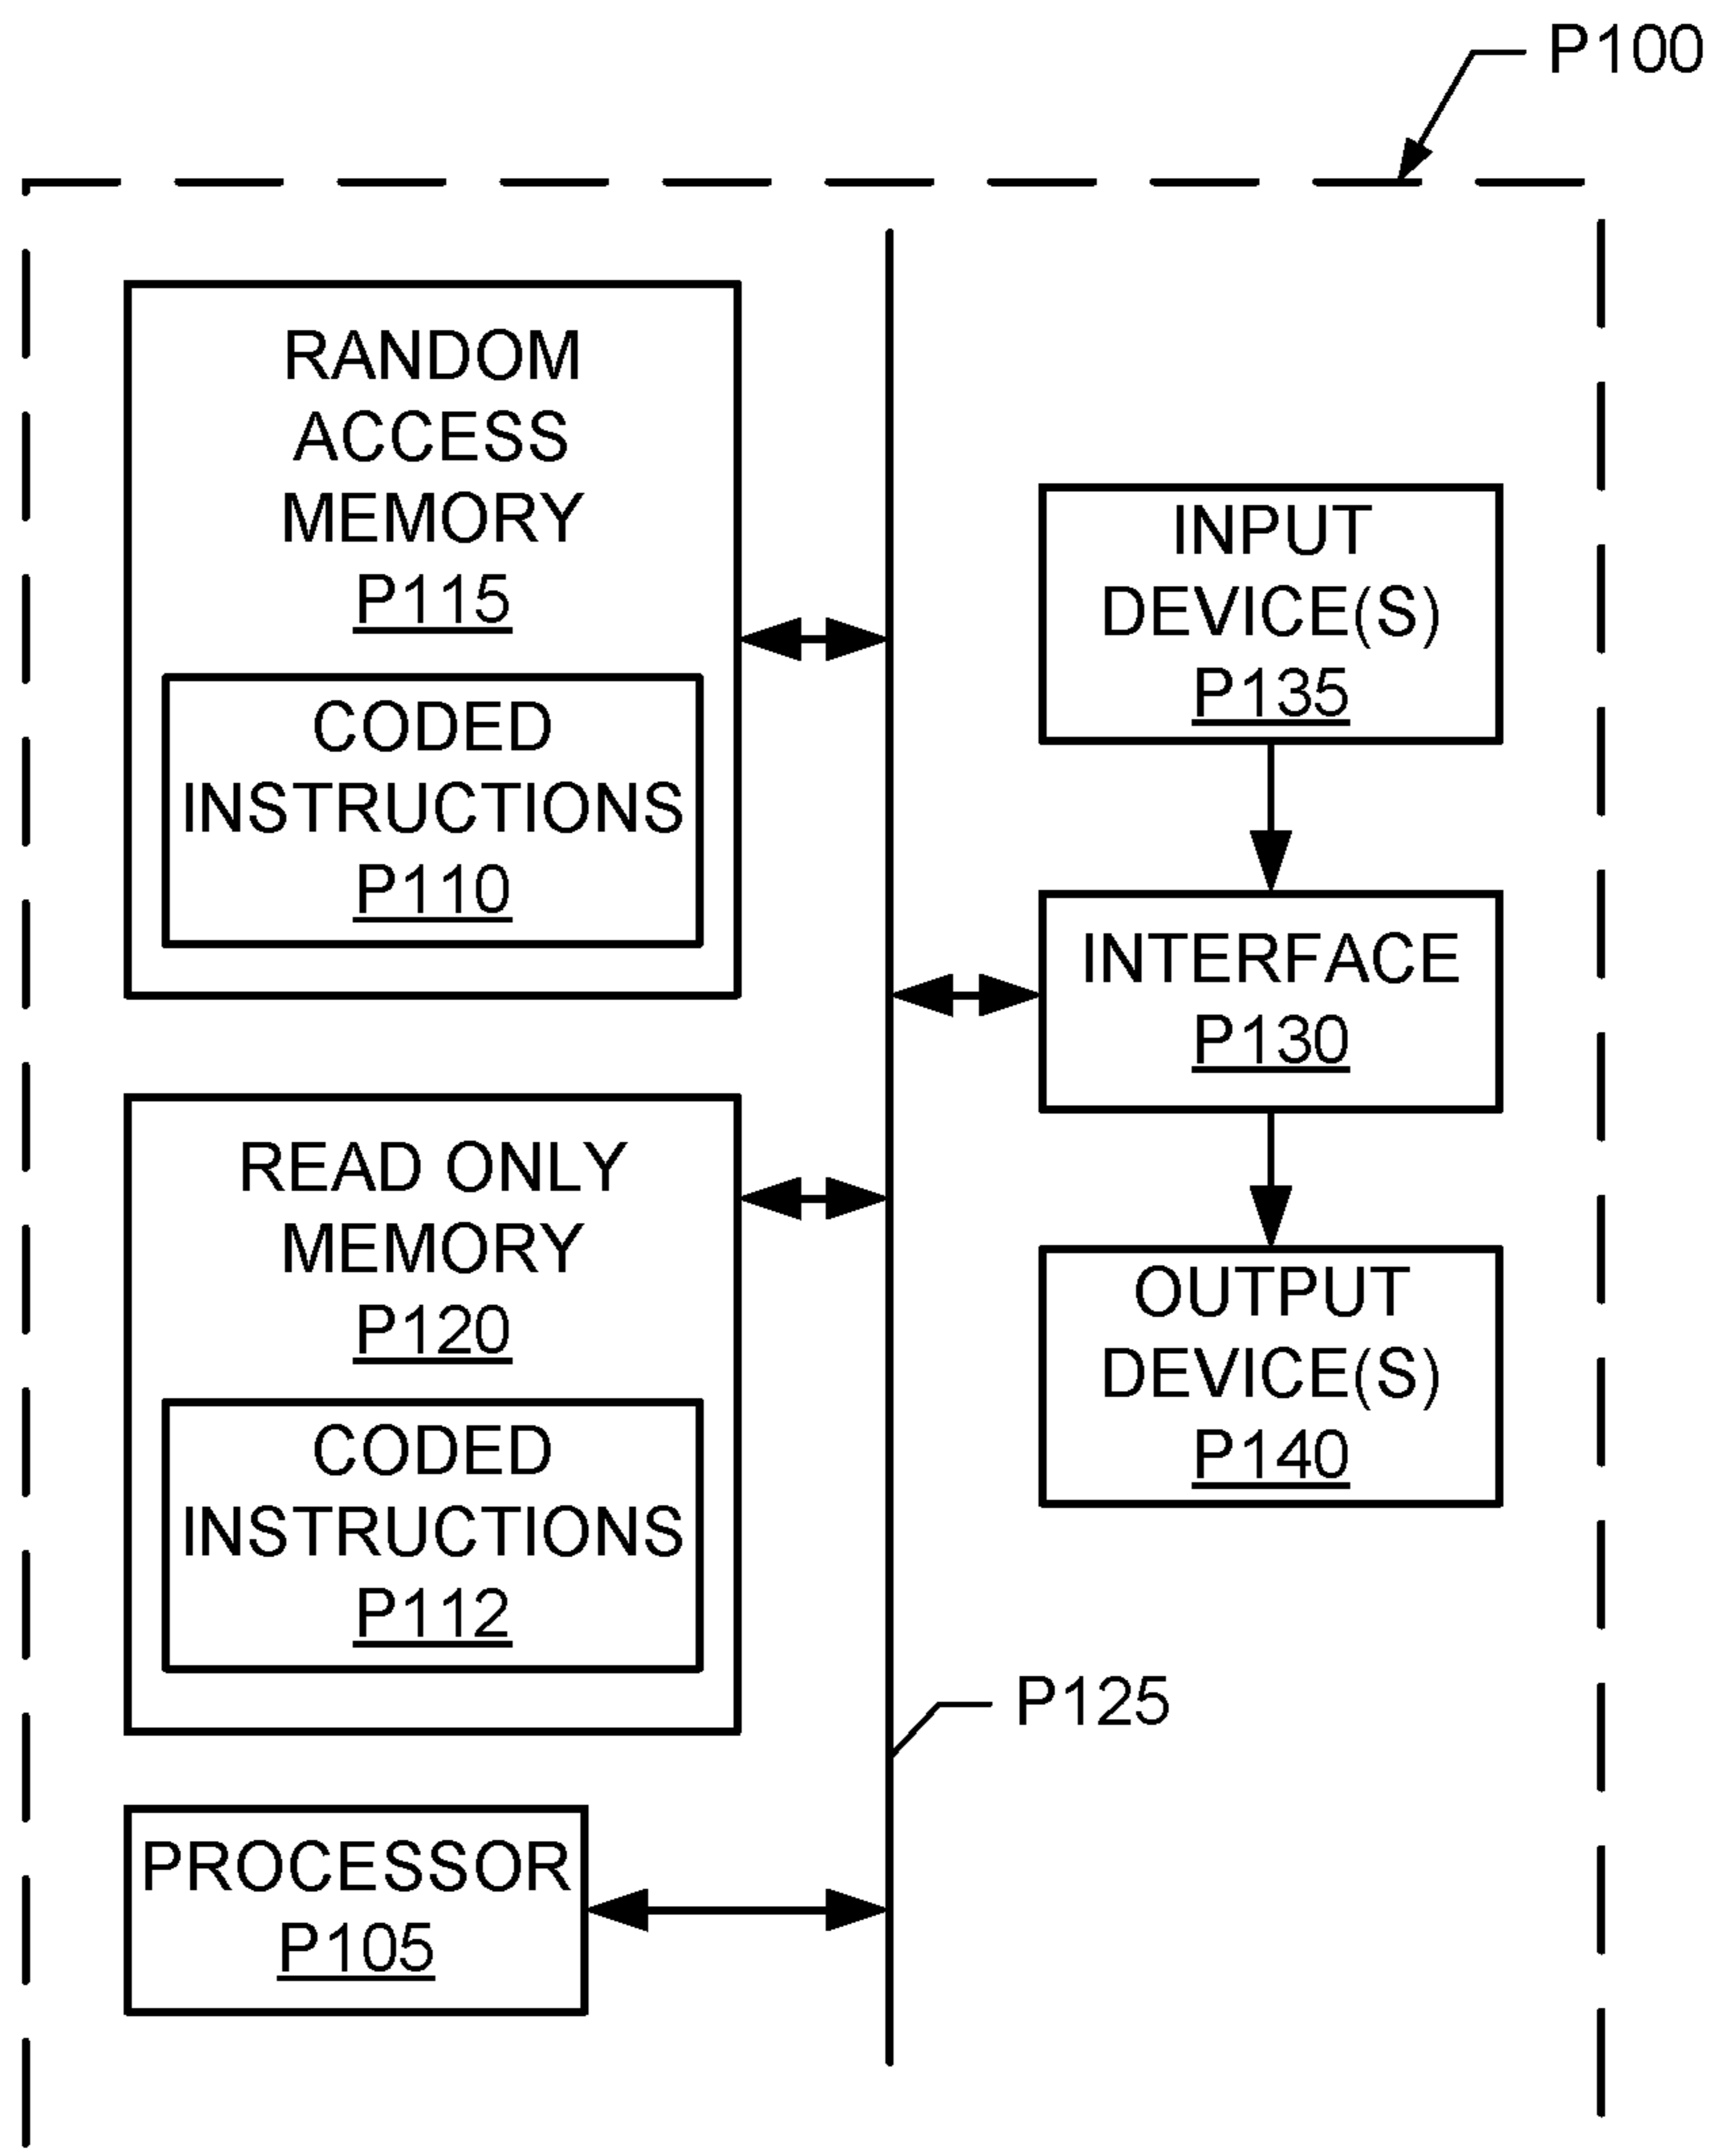 P100
RANDOM
ACCESS
MEMORY
P115
CODED
INSTRUCTIONS
P110
INPUT
DEVICE(S)
P135
INTERFACE
P130
READ ONLY
MEMORY
P120
CODED
INSTRUCTIONS
P112
OUTPUT
DEVICE(S)
P140
P125
PROCESSOR
P105